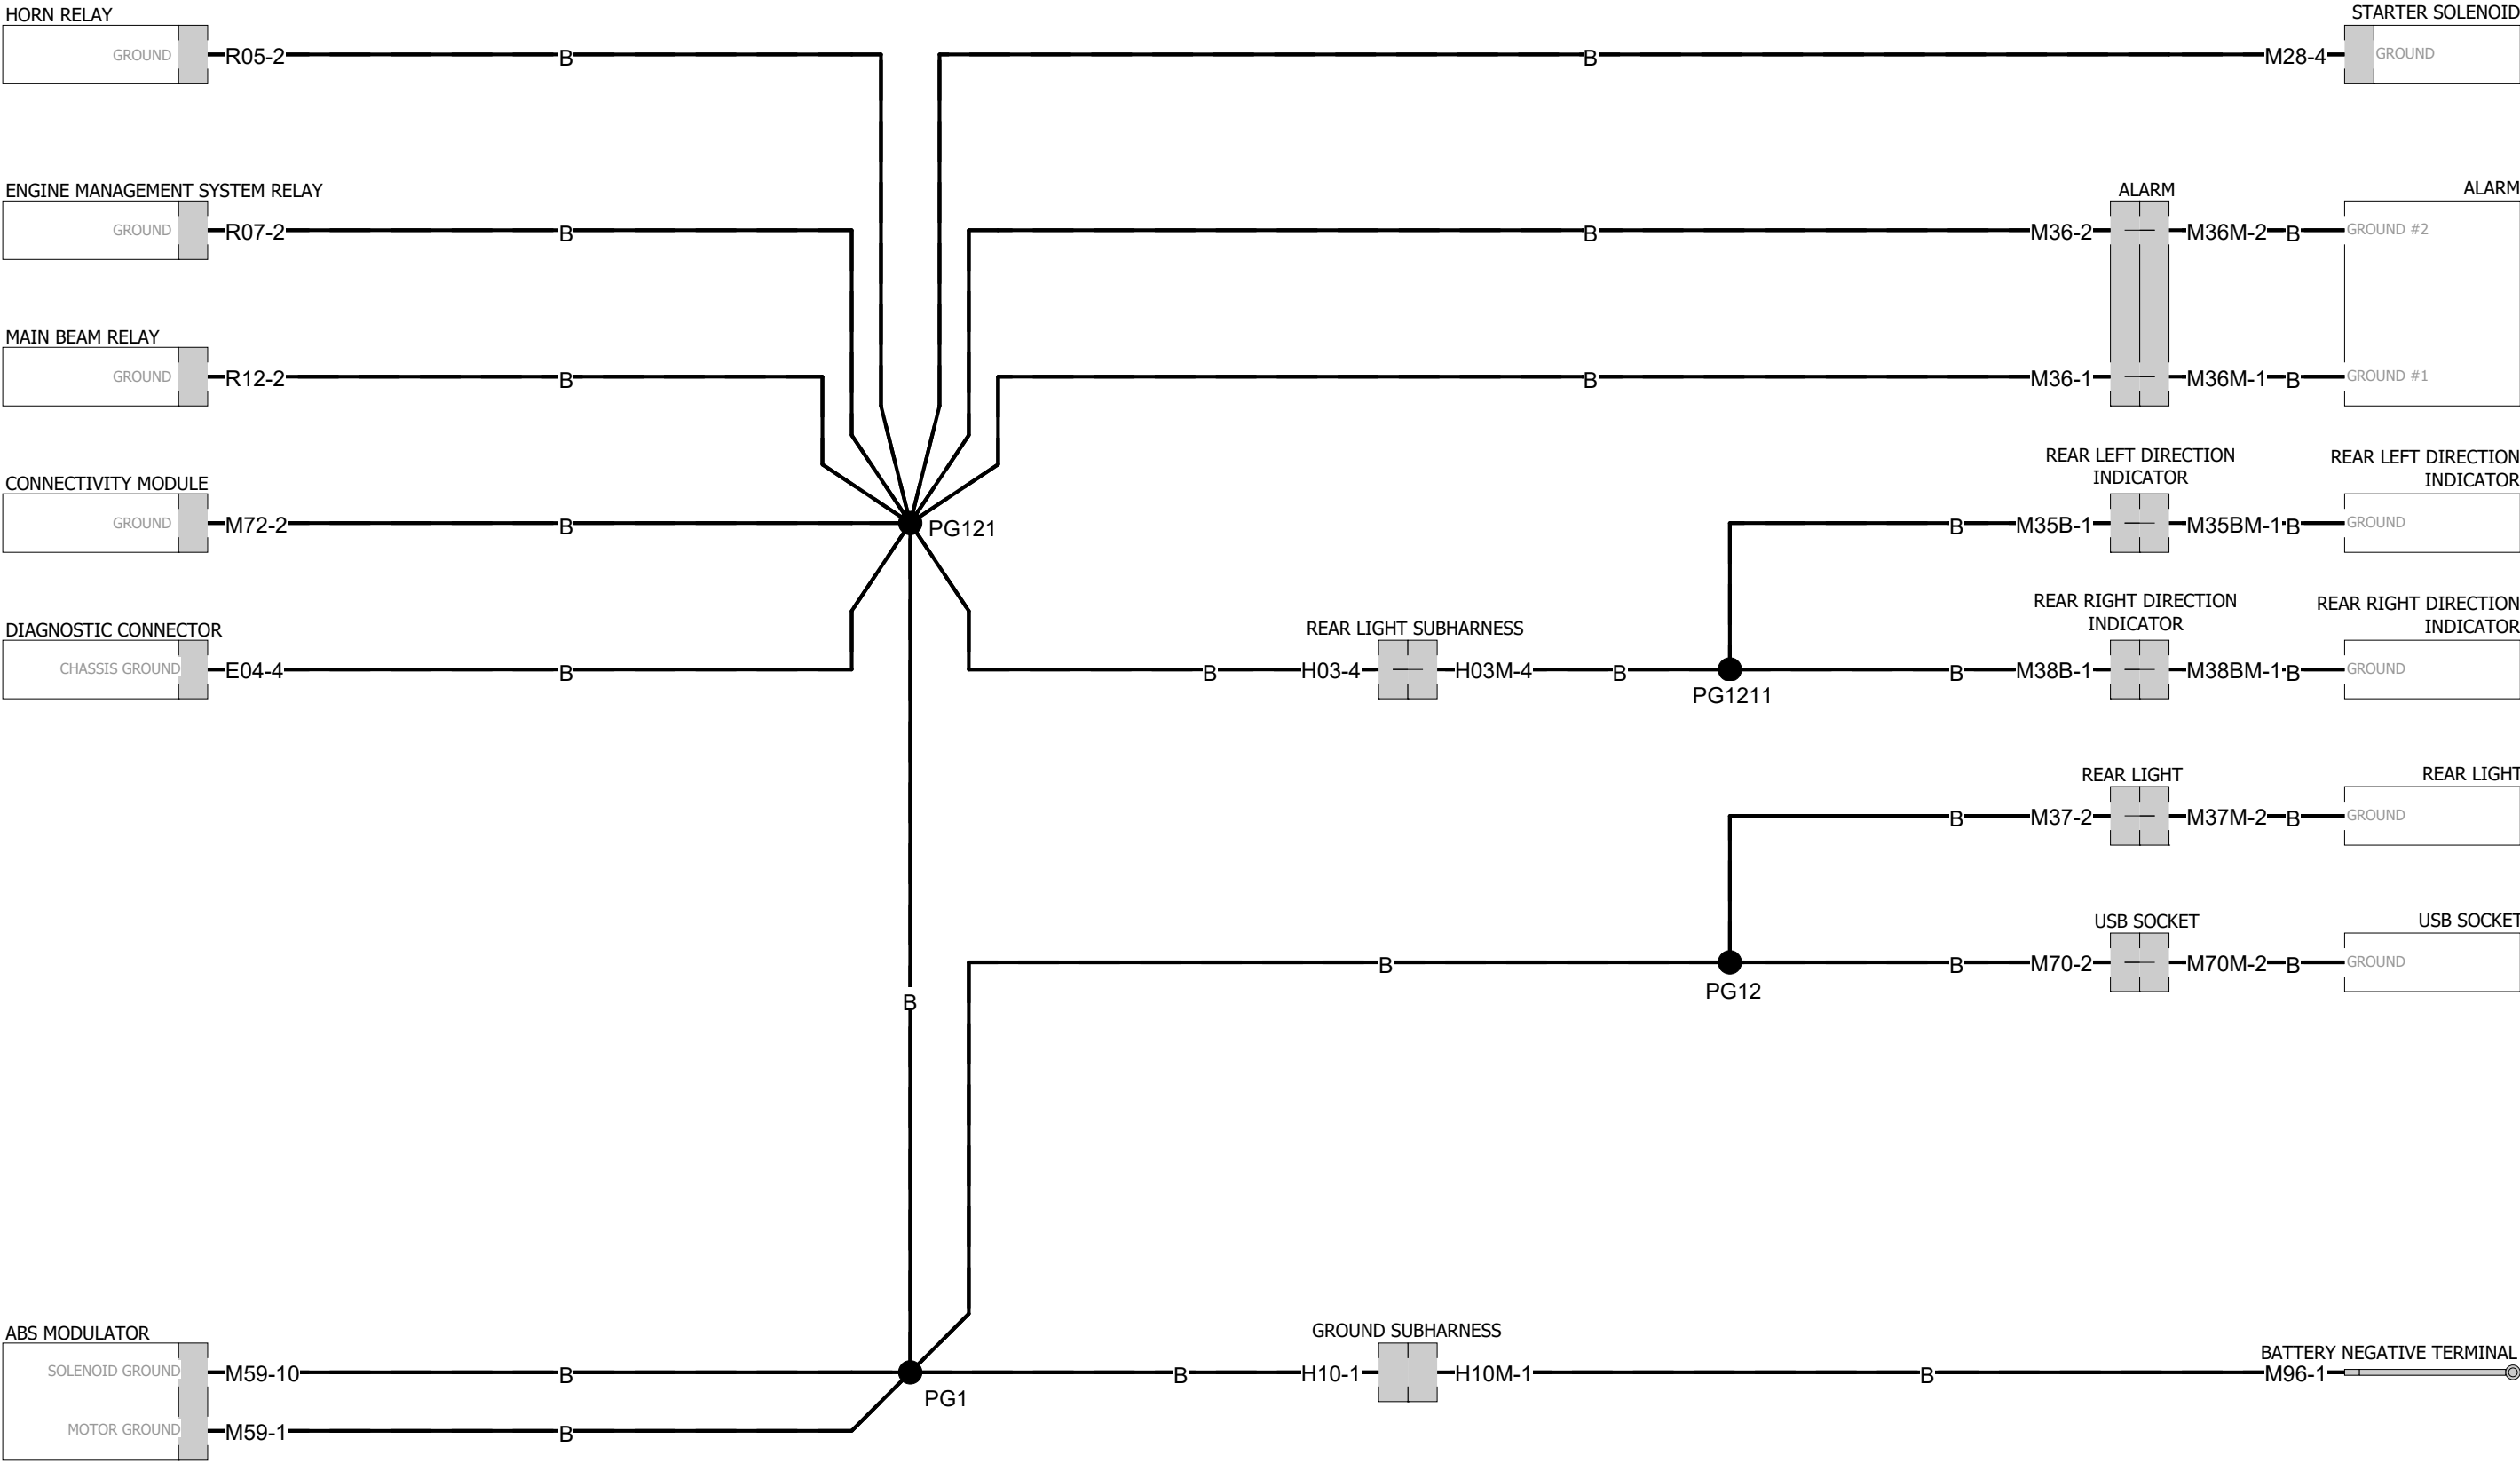 HORN RELAY
STARTER SOLENOID
GROUND R05-2 B B M28-4 GROUND
ENGINE MANAGEMENT SYSTEM RELAY
ALARM
ALARM
GROUND R07-2 B B M36-2 M36M-2 B GROUND #2
MAIN BEAM RELAY
GROUND R12-2 B B M36-1 M36M-1 B GROUND #1
REAR LEFT DIRECTION
INDICATOR
REAR LEFT DIRECTION
INDICATOR
CONNECTIVITY MODULE
GROUND M72-2 B PG121 B M35B-1 M35BM-1 B GROUND
REAR RIGHT DIRECTION
INDICATOR
REAR RIGHT DIRECTION
INDICATOR
DIAGNOSTIC CONNECTOR
REAR LIGHT SUBHARNESS
CHASSIS GROUND E04-4 B B H03-4 H03M-4 B B M38B-1 M38BM-1 B GROUND
PG1211
REAR LIGHT
REAR LIGHT
B M37-2 M37M-2 B GROUND
USB SOCKET
USB SOCKET
B B M70-2 M70M-2 B GROUND
PG12
B
ABS MODULATOR
GROUND SUBHARNESS
BATTERY NEGATIVE TERMINAL
SOLENOID GROUND M59-10 B B H10-1 H10M-1 B M96-1
PG1
MOTOR GROUND M59-1 B